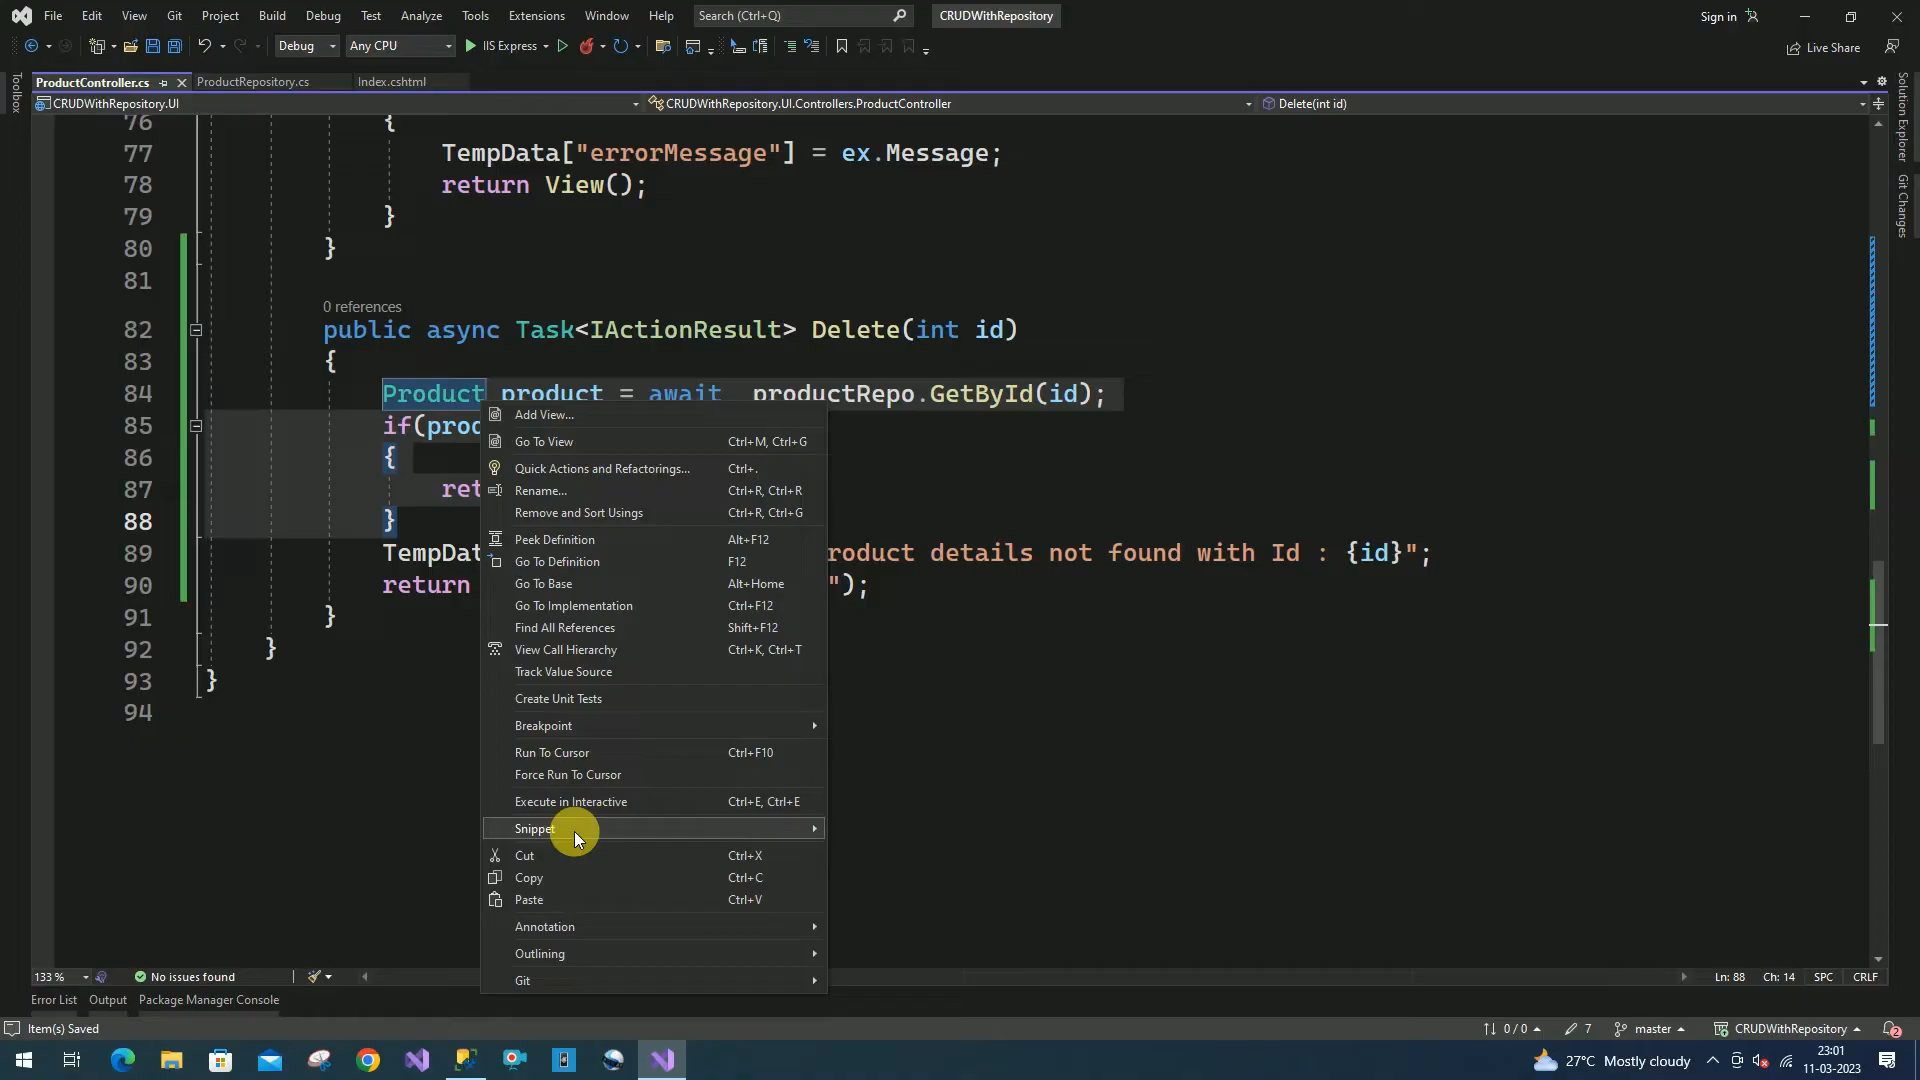 File Edit View Git Project Build Debug Test Analyze Tools Extensions Window Help Search (Ctrl+Q) CRUDWithRepository Sign in
Debug Any CPU IIS Express Live Share
ProductController.cs ProductRepository.cs Index.cshtml
CRUDWithRepository.UI CRUDWithRepository.UI.Controllers.ProductController Delete(int id)
Toolbox
Solution Explorer
Git Changes
76 {
77 TempData["errorMessage"] = ex.Message;
78 return View();
79 }
80 }
81
0 references
82 public async Task<IActionResult> Delete(int id)
83 {
84 Product product = await productRepo.GetById(id);
85 if(prod
86 {
87 ret
88 }
89 TempDat roduct details not found with Id : {id}";
90 return ");
91 }
92 }
93 }
94
Add View...
Go To View Ctrl+M, Ctrl+G
Quick Actions and Refactorings... Ctrl+.
Rename... Ctrl+R, Ctrl+R
Remove and Sort Usings Ctrl+R, Ctrl+G
Peek Definition Alt+F12
Go To Definition F12
Go To Base Alt+Home
Go To Implementation Ctrl+F12
Find All References Shift+F12
View Call Hierarchy Ctrl+K, Ctrl+T
Track Value Source
Create Unit Tests
Breakpoint
Run To Cursor Ctrl+F10
Force Run To Cursor
Execute in Interactive Ctrl+E, Ctrl+E
Snippet
Cut Ctrl+X
Copy Ctrl+C
Paste Ctrl+V
Annotation
Outlining
Git
133 % No issues found Ln: 88 Ch: 14 SPC CRLF
Error List Output Package Manager Console
Item(s) Saved 0 / 0 7 master CRUDWithRepository 2
27°C Mostly cloudy 23:01
11-03-2023